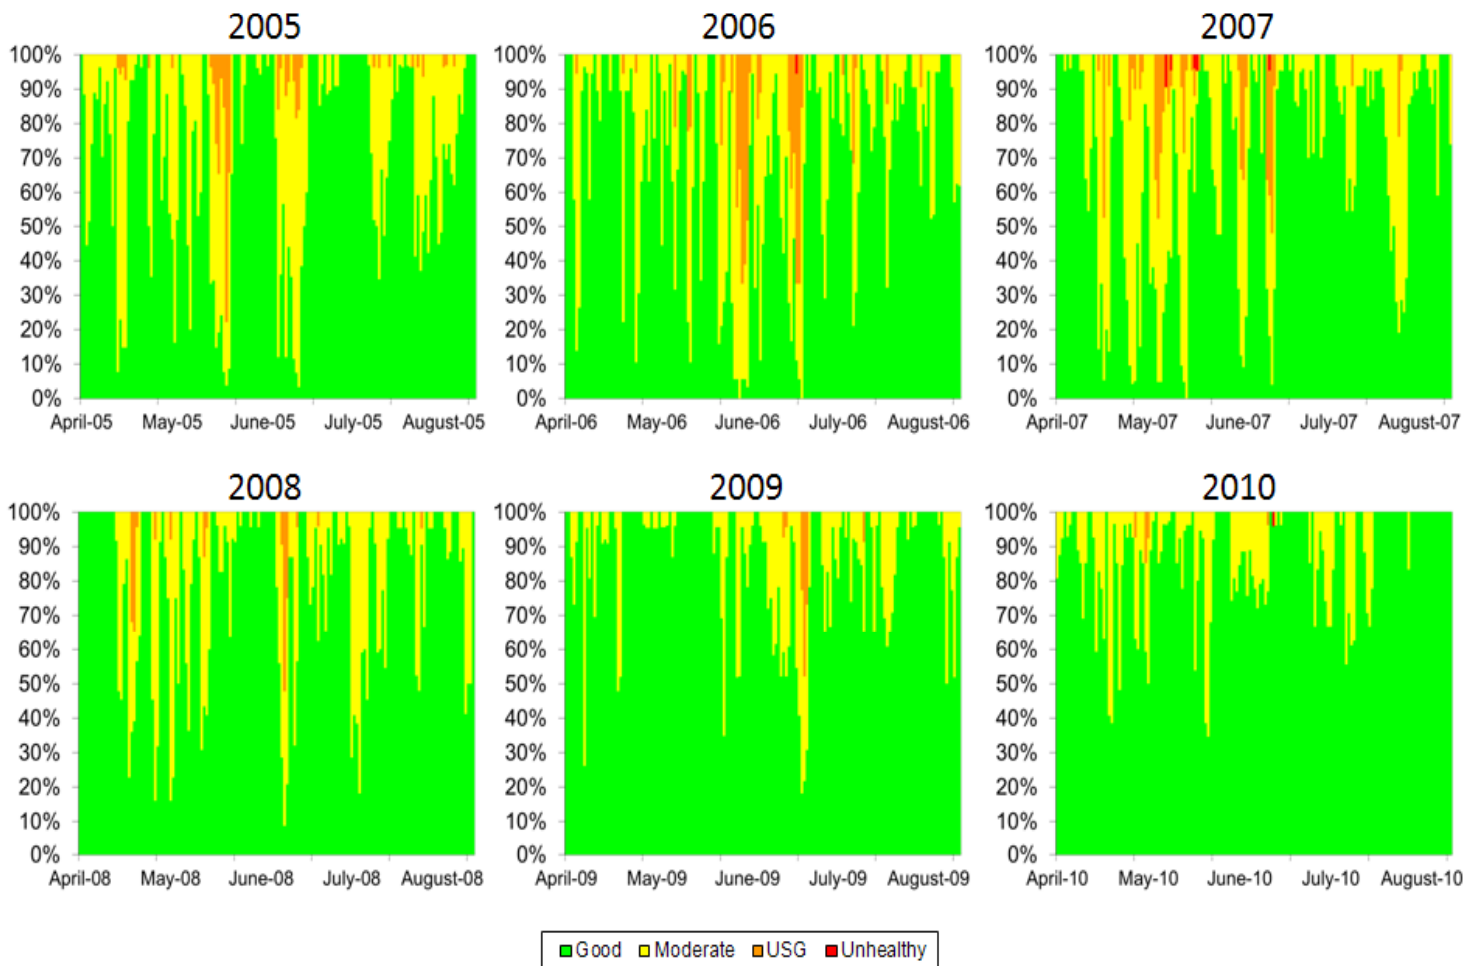 2005 2006 2007
100% 100% 100%
90% 90% 90%
80% 80% 80%
70% 70% 70%
60% 60% 60%
50% 50% 50%
40% 40% 40%
30% 30% 30%
20% 20% 20%
10% 10% 10%
0% 0% 0%
April-05 May-05 June-05 July-05 August-05 April-06 May-06 June-06 July-06 August-06 April-07 May-07 June-07 July-07 August-07
2008 2009 2010
100% 100% 100%
90% 90% 90%
80% 80% 80%
70% 70% 70%
60% 60% 60%
50% 50% 50%
40% 40% 40%
30% 30% 30%
20% 20% 20%
10% 10% 10%
0% 0% 0%
April-08 May-08 June-08 July-08 August-08 April-09 May-09 June-09 July-09 August-09 April-10 May-10 June-10 July-10 August-10
Good Moderate USG Unhealthy